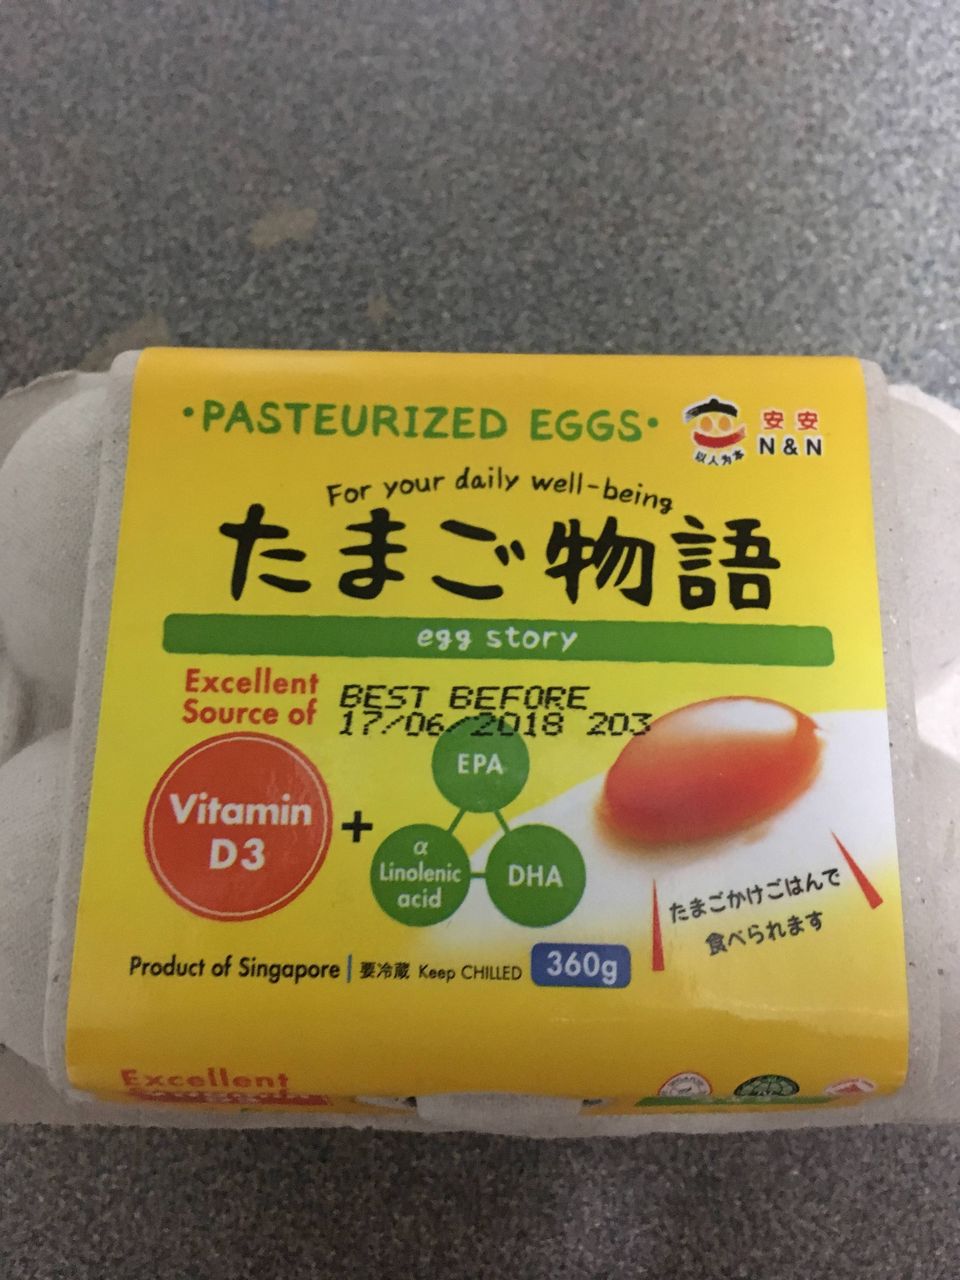 •PASTEURIZED EGGS•
安安
N&N
以人为本
For your daily well-being
たまご物語
egg story
Excellent
Source of
BEST BEFORE
17/06/2018 203
Vitamin
D3
+
EPA
α
Linolenic
acid
DHA
たまごかけごはんで
食べられます
Product of Singapore | 要冷蔵 Keep CHILLED 360g
Excellent